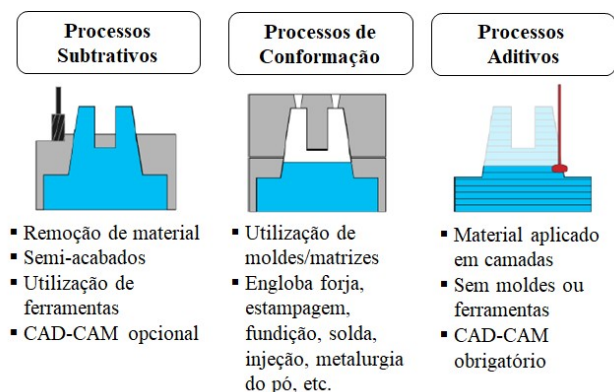 Processos
Subtrativos
▪ Remoção de material
▪ Semi-acabados
▪ Utilização de
ferramentas
▪ CAD-CAM opcional
Processos de
Conformação
▪ Utilização de
moldes/matrizes
▪ Engloba forja,
estampagem,
fundição, solda,
injeção, metalurgia
do pó, etc.
Processos
Aditivos
▪ Material aplicado
em camadas
▪ Sem moldes ou
ferramentas
▪ CAD-CAM
obrigatório